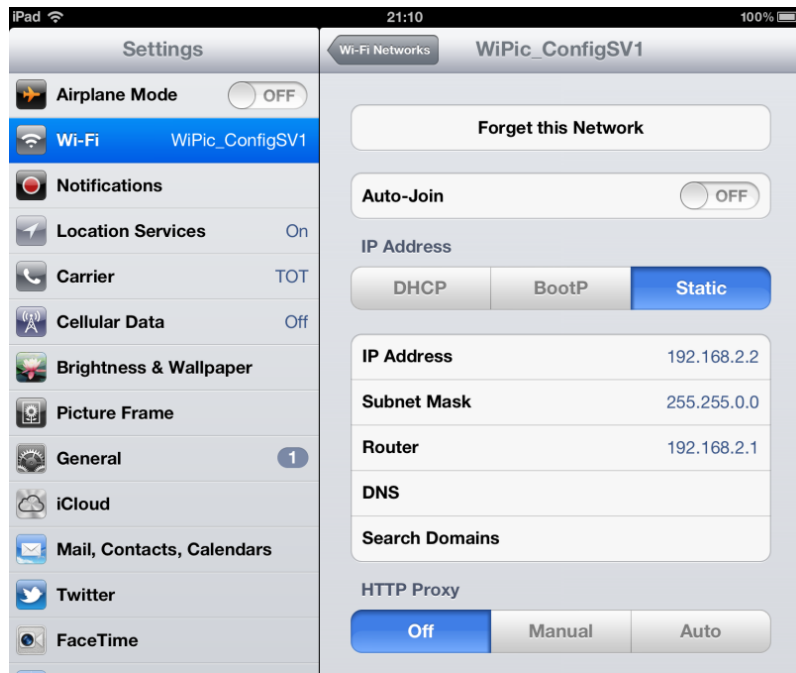 iPad 21:10 100%
Settings
Airplane Mode OFF
Wi-Fi WiPic_ConfigSV1
Notifications
Location Services On
Carrier TOT
Cellular Data Off
Brightness & Wallpaper
Picture Frame
General 1
iCloud
Mail, Contacts, Calendars
Twitter
FaceTime
Wi-Fi Networks WiPic_ConfigSV1
Forget this Network
Auto-Join OFF
IP Address
DHCP BootP Static
IP Address 192.168.2.2
Subnet Mask 255.255.0.0
Router 192.168.2.1
DNS
Search Domains
HTTP Proxy
Off Manual Auto